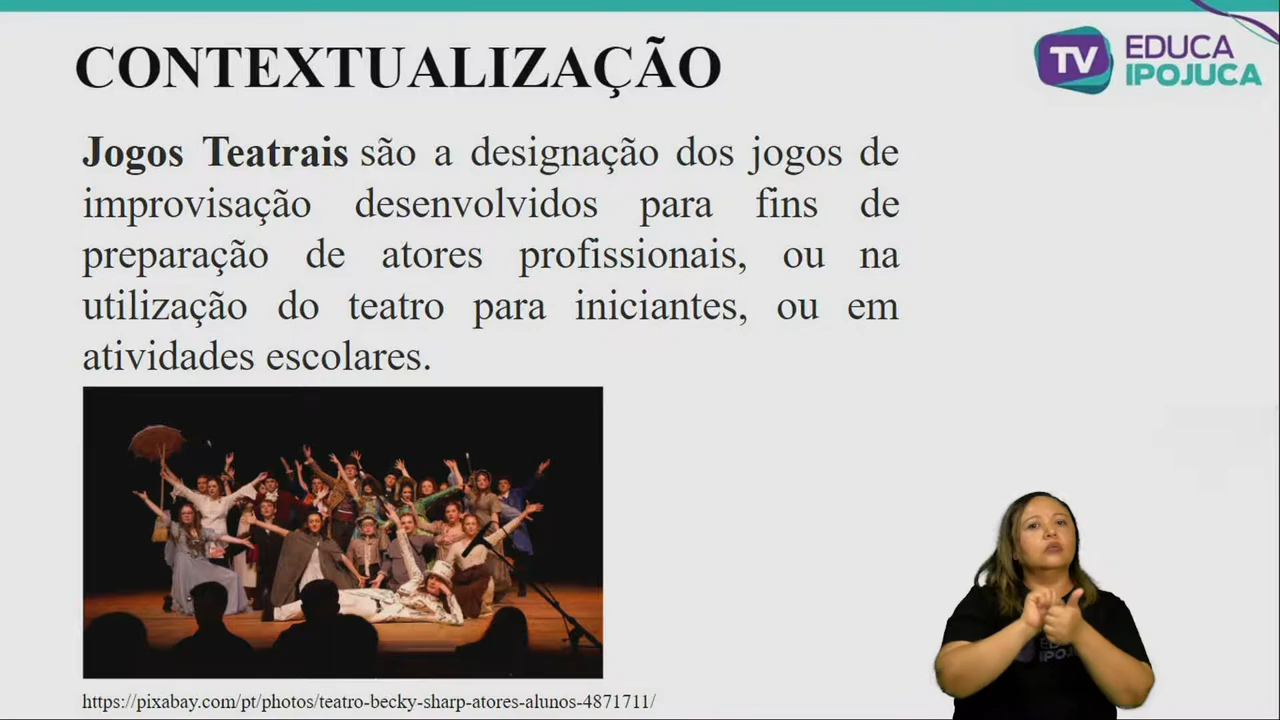 CONTEXTUALIZAÇÃO
TV EDUCA
IPOJUCA
Jogos Teatrais são a designação dos jogos de
improvisação desenvolvidos para fins de
preparação de atores profissionais, ou na
utilização do teatro para iniciantes, ou em
atividades escolares.
https://pixabay.com/pt/photos/teatro-becky-sharp-atores-alunos-4871711/